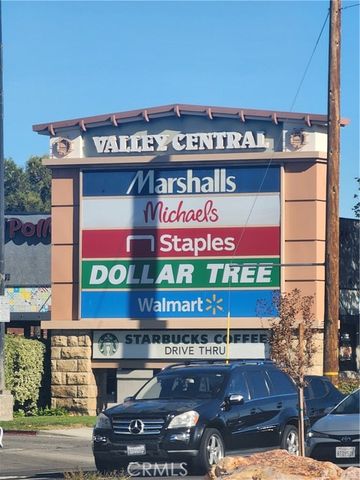 VALLEY CENTRAL
Marshalls
Michaels
Staples
DOLLAR TREE
Walmart
STARBUCKS COFFEE
DRIVE THRU
CRMLS